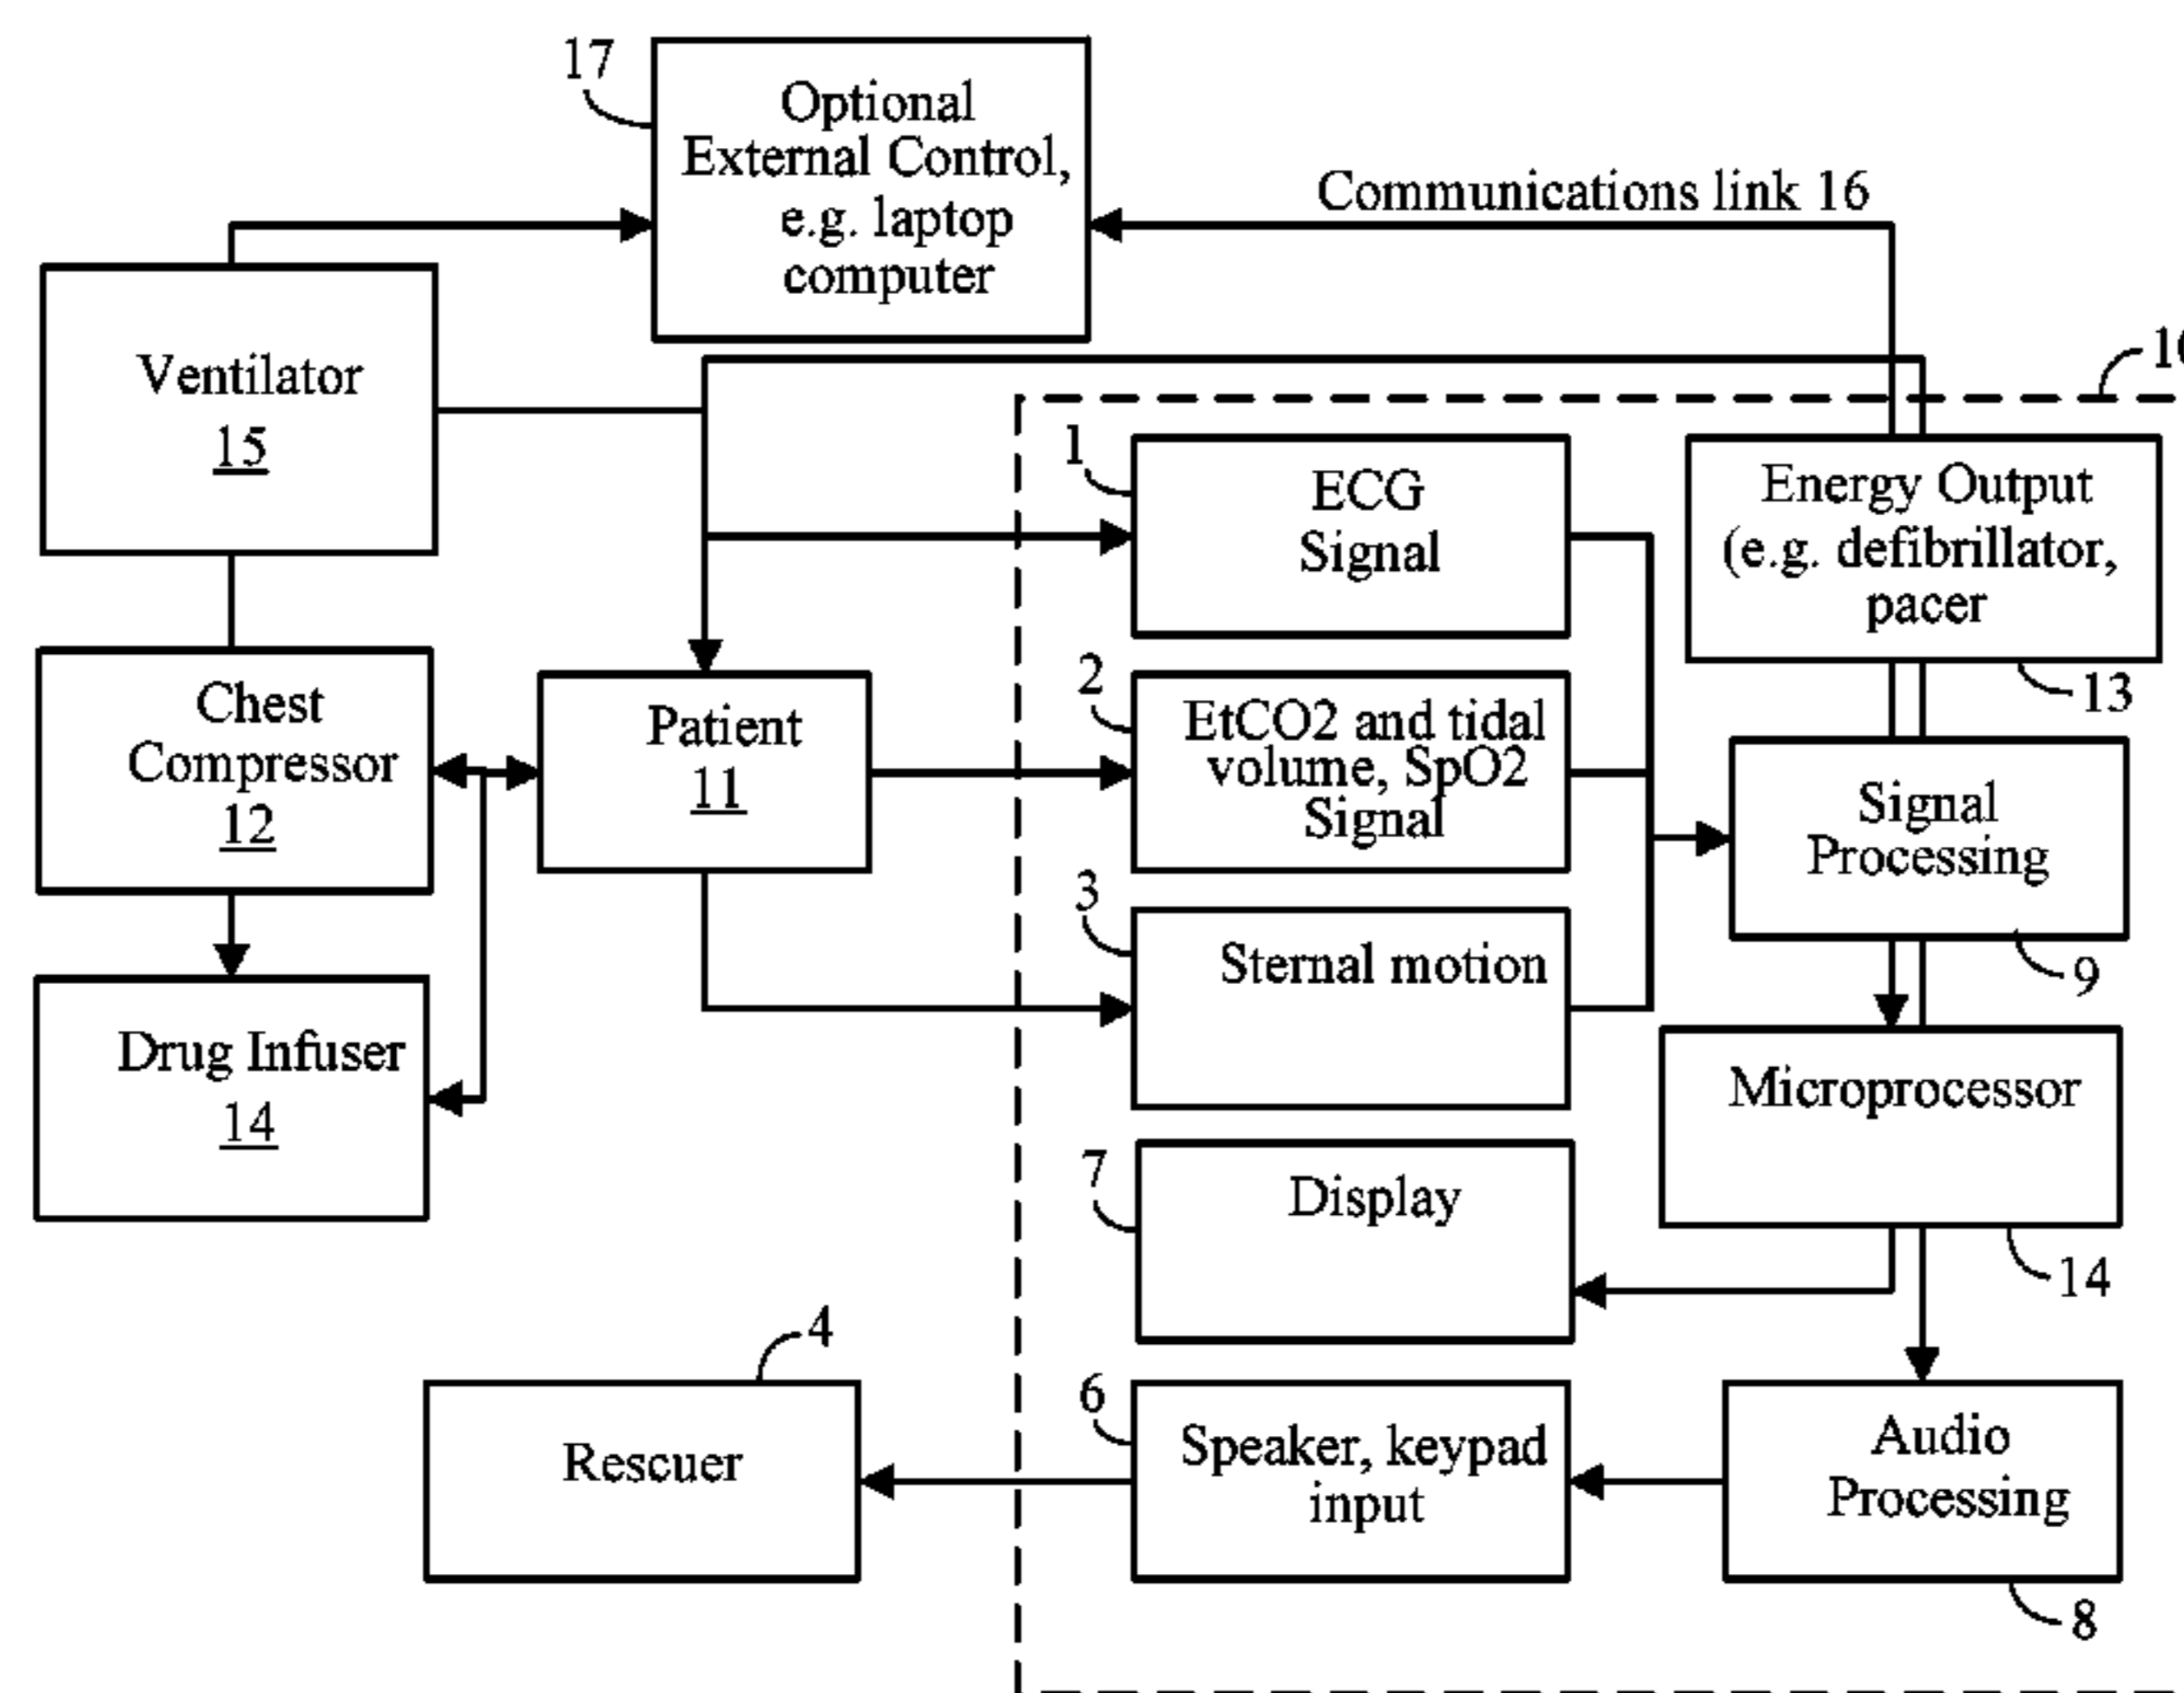 17
Optional
External Control,
e.g. laptop
computer
Communications link 16
Ventilator
15
1
ECG
Signal
Energy Output
(e.g. defibrillator,
pacer
13
Chest
Compressor
12
Patient
11
2
EtCO2 and tidal
volume, SpO2
Signal
Signal
Processing
9
3
Sternal motion
Drug Infuser
14
Microprocessor
14
7
Display
4
Rescuer
6
Speaker, keypad
input
Audio
Processing
8